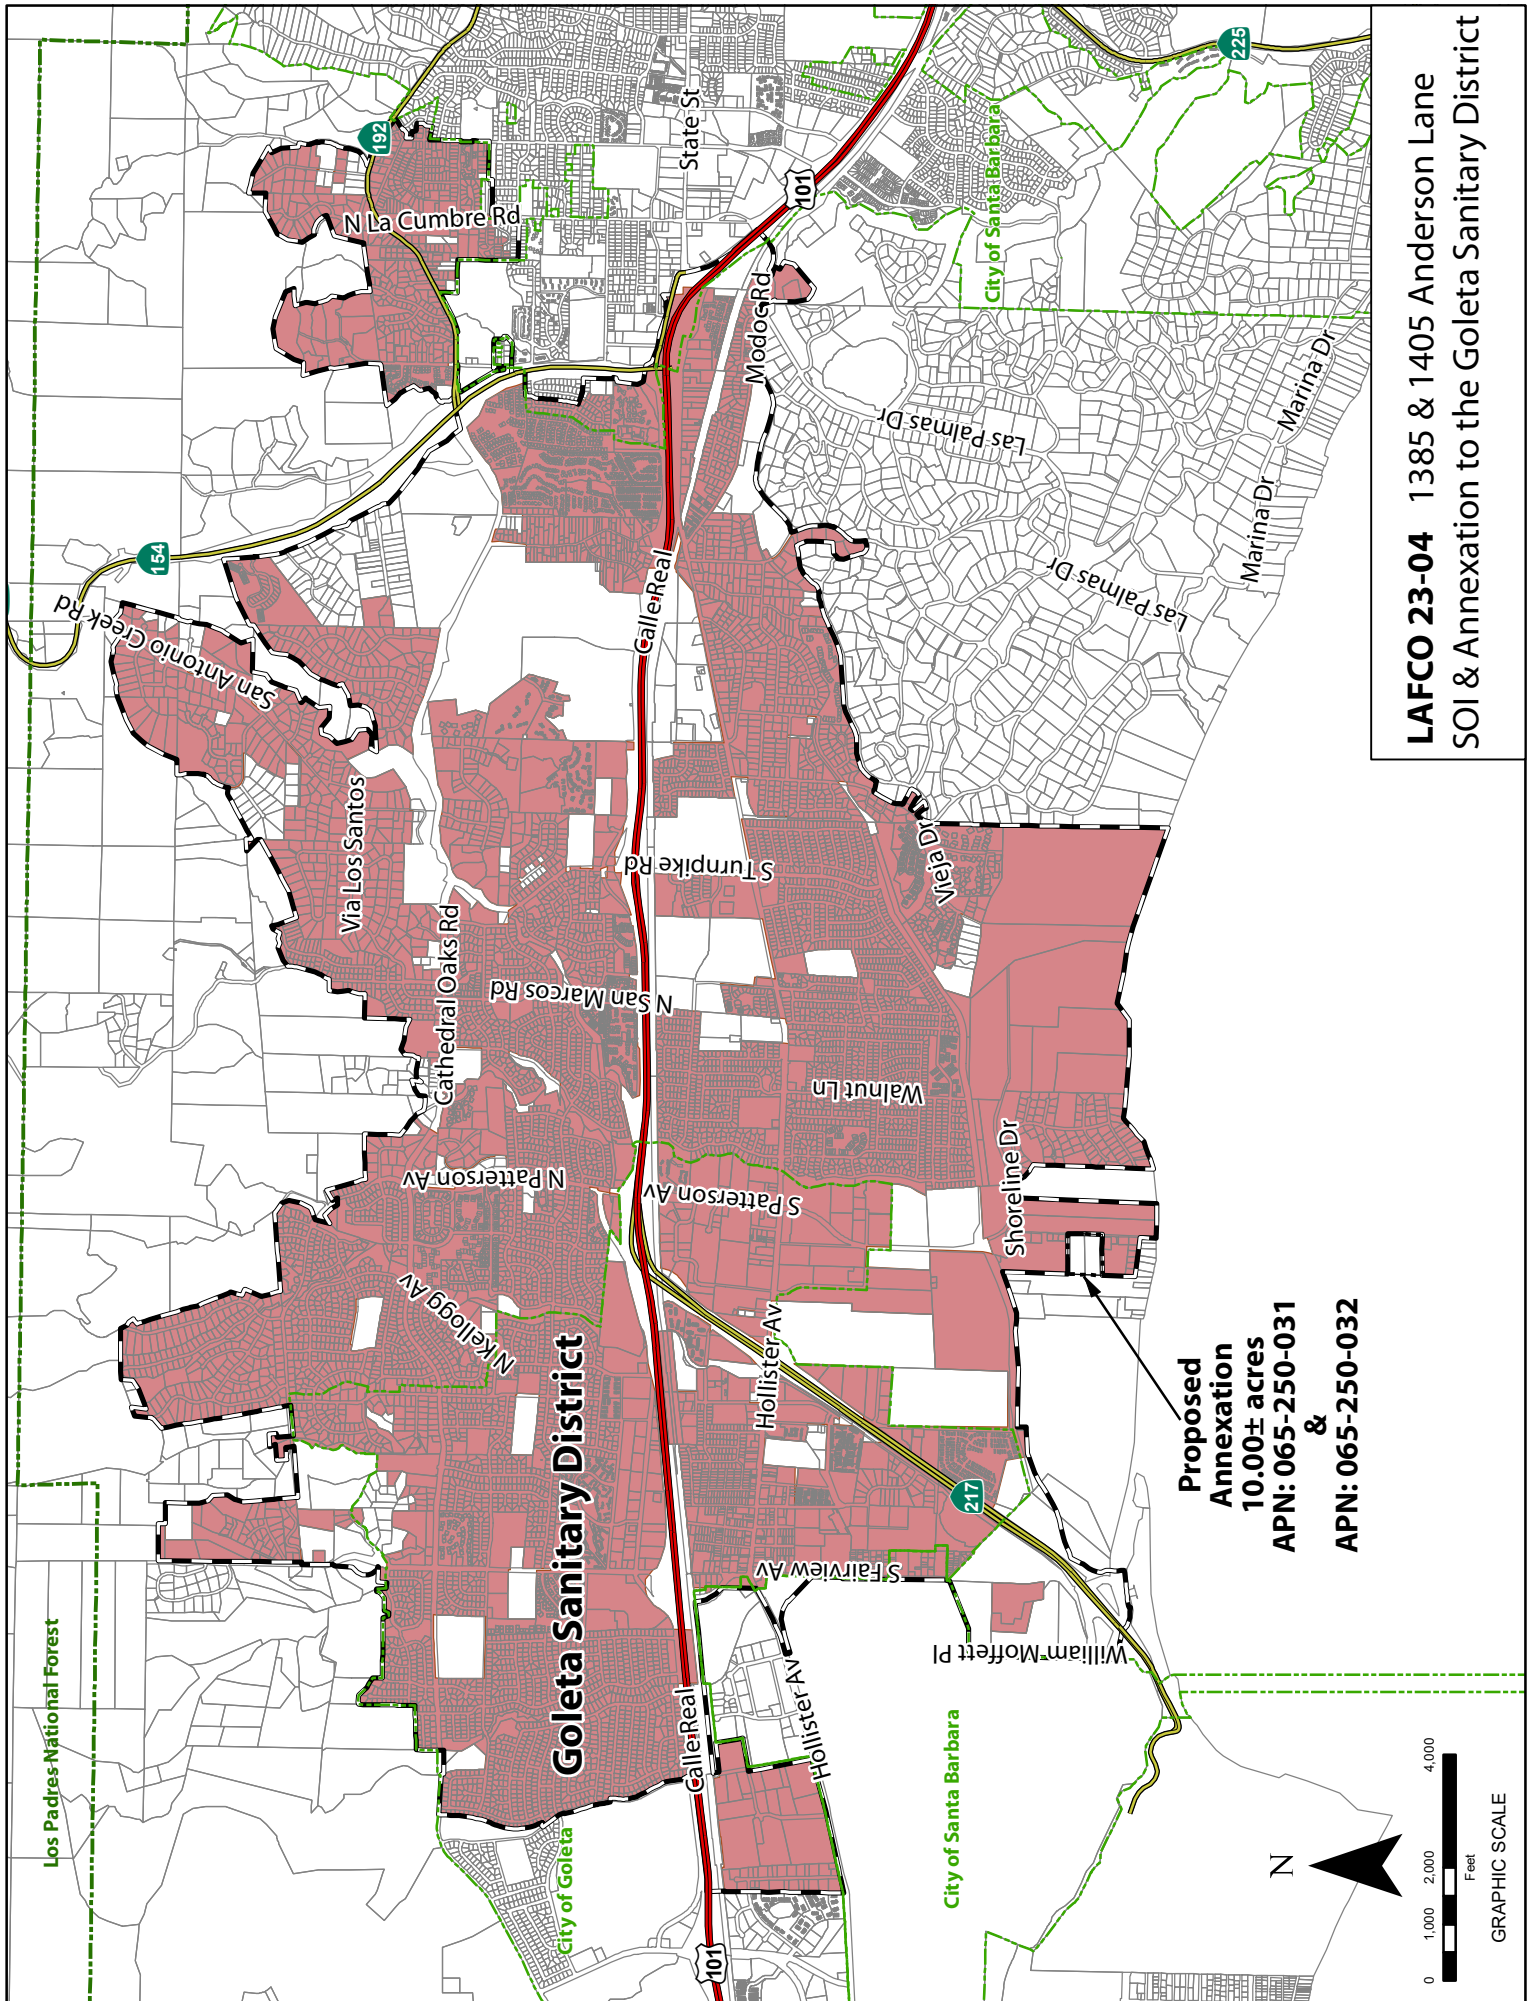 Los Padres National Forest
192
N La Cumbre Rd
154
San Antonio Creek Rd
State St
101
225
City of Santa Barbara
Modoc Rd
Las Palmas Dr
Marina Dr
Marina Dr
Las Palmas Dr
Calle Real
Via Los Santos
Cathedral Oaks Rd
N San Marcos Rd
S Turnpike Rd
Vieja Dr
Walnut Ln
N Patterson Av
S Patterson Av
Shoreline Dr
N Kellogg Av
Goleta Sanitary District
Hollister Av
217
S Fairview Av
William Moffett Pl
Calle Real
Hollister Av
City of Goleta
City of Santa Barbara
101
Proposed
Annexation
10.00± acres
APN: 065-250-031
&
APN: 065-250-032
N
0 1,000 2,000 4,000
Feet
GRAPHIC SCALE
LAFCO 23-04 1385 & 1405 Anderson Lane
SOI & Annexation to the Goleta Sanitary District